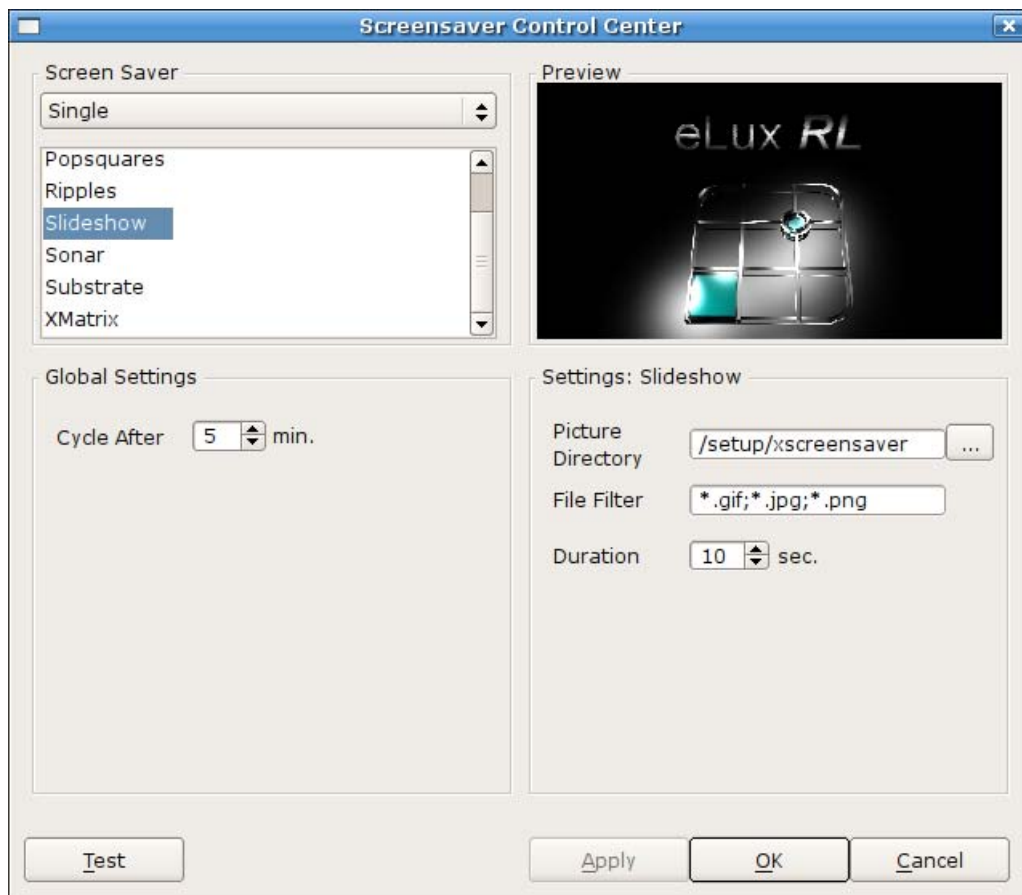 Screensaver Control Center
Screen Saver
Single
Popsquares
Ripples
Slideshow
Sonar
Substrate
XMatrix
Preview
eLux RL
Global Settings
Cycle After 5 min.
Settings: Slideshow
Picture
Directory
/setup/xscreensaver ...
File Filter *.gif;*.jpg;*.png
Duration 10 sec.
Test Apply OK Cancel